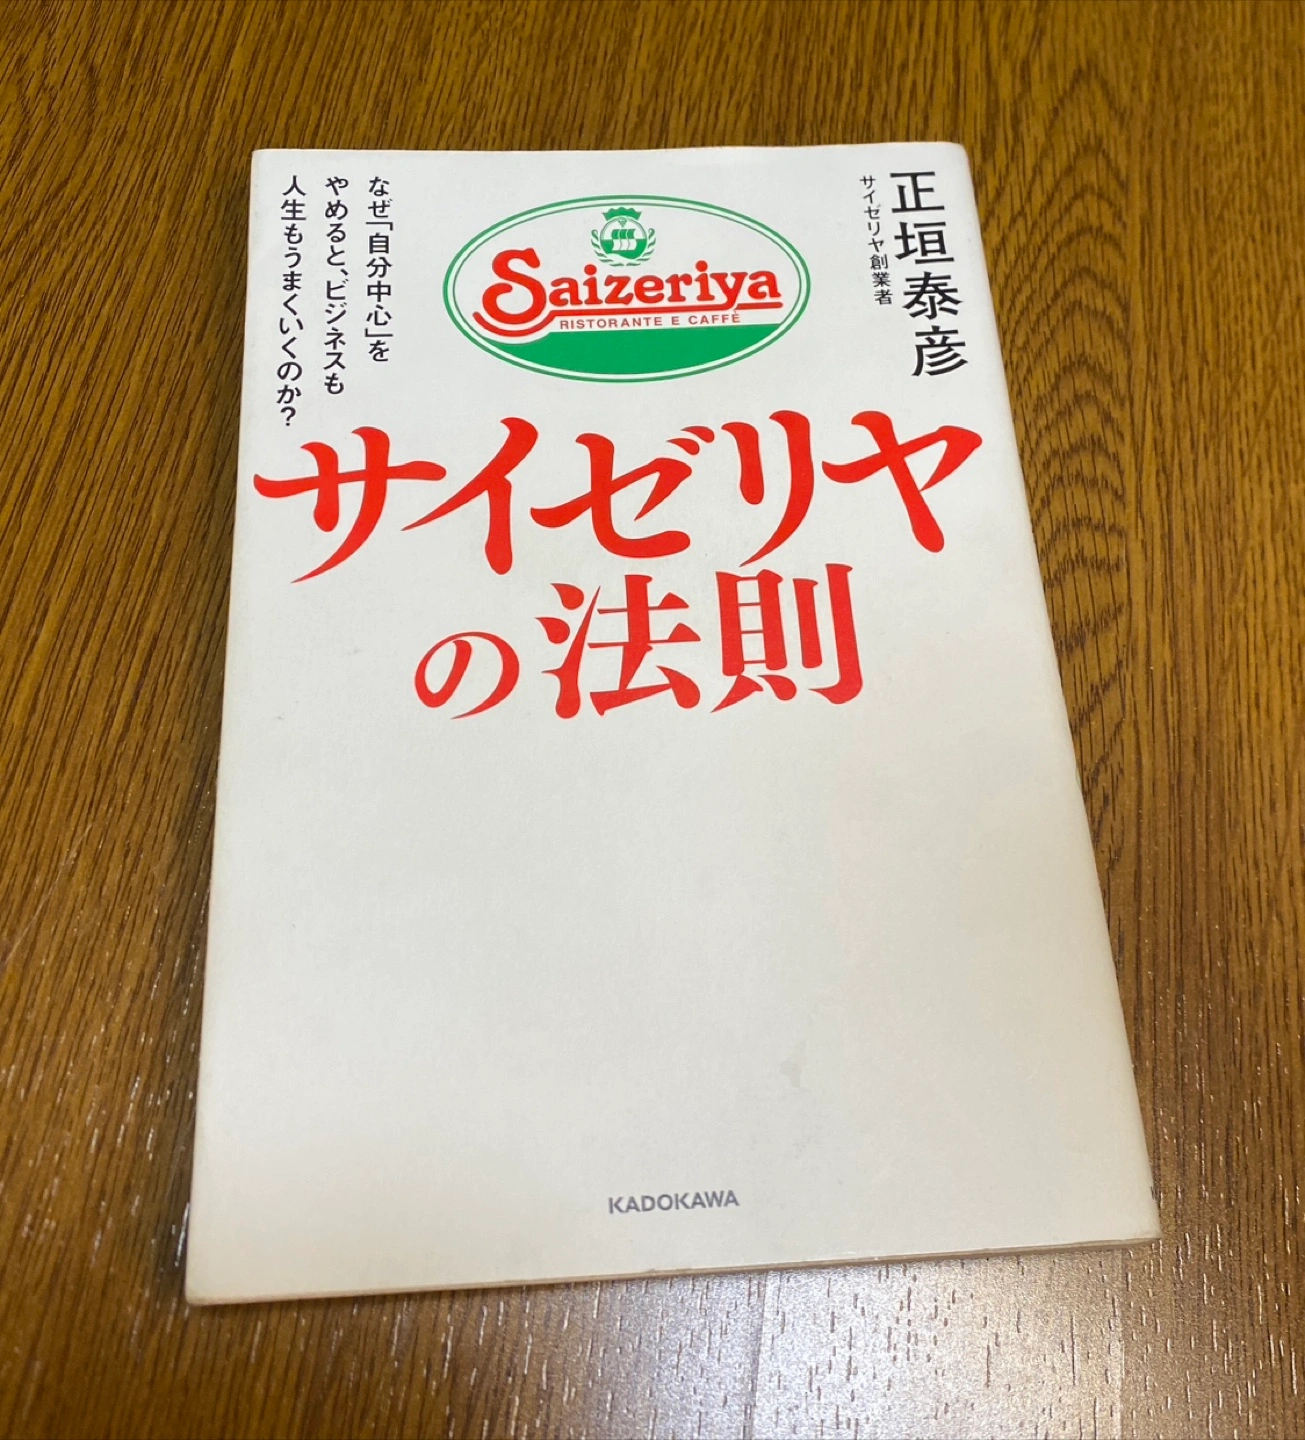 正垣泰彦
サイゼリヤ創業者
Saizeriya
RISTORANTE E CAFFÈ
なぜ「自分中心」を
やめると、ビジネスも
人生もうまくいくのか?
サイゼリヤ
の法則
KADOKAWA